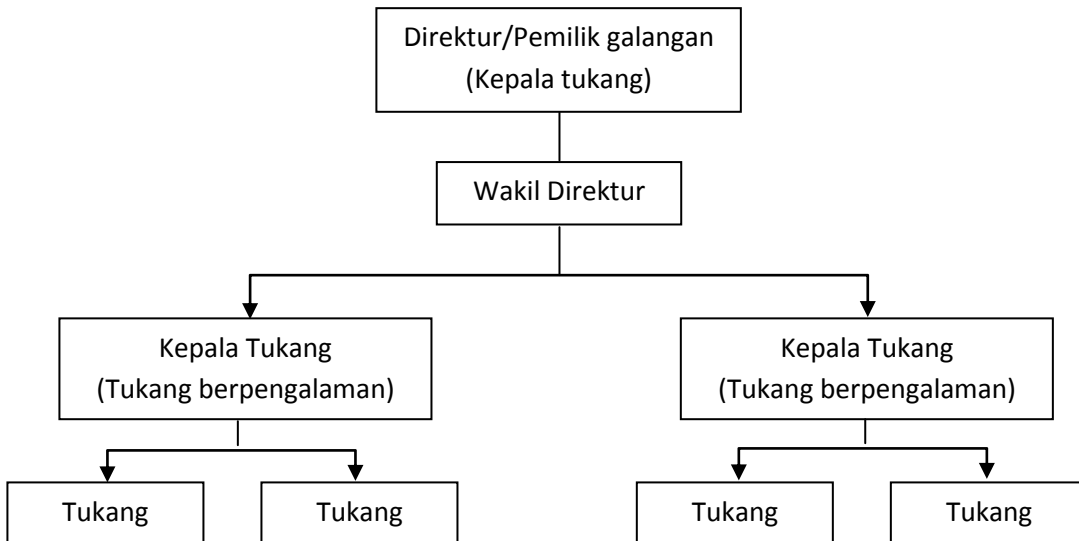 Direktur/Pemilik galangan
(Kepala tukang)
Wakil Direktur
Kepala Tukang
(Tukang berpengalaman)
Kepala Tukang
(Tukang berpengalaman)
Tukang
Tukang
Tukang
Tukang